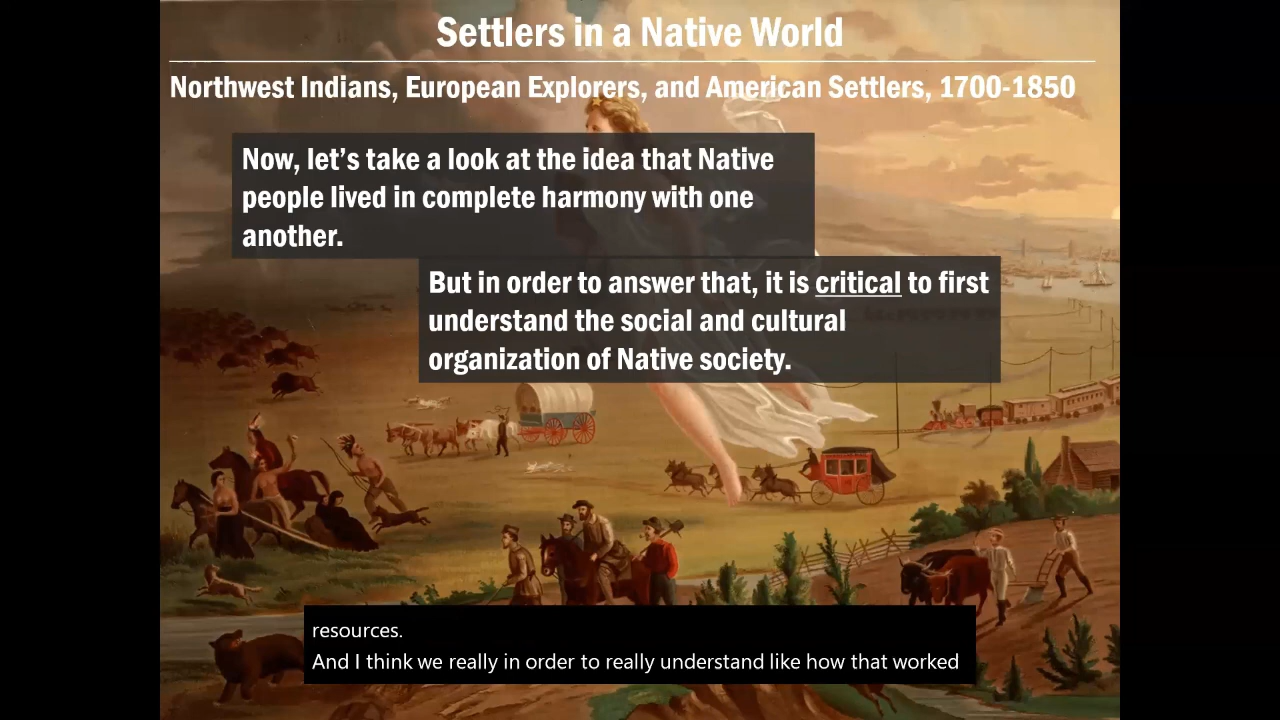 Settlers in a Native World
Northwest Indians, European Explorers, and American Settlers, 1700-1850
Now, let’s take a look at the idea that Native
people lived in complete harmony with one
another.
But in order to answer that, it is critical to first
understand the social and cultural
organization of Native society.
resources.
And I think we really in order to really understand like how that worked